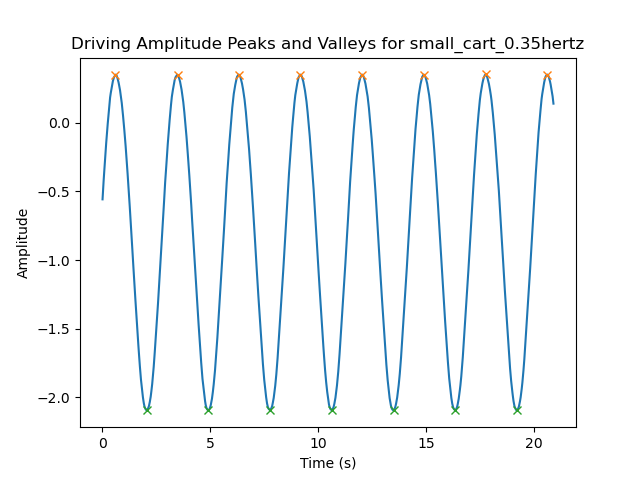 Driving Amplitude Peaks and Valleys for small_cart_0.35hertz
0.0
−0.5
−1.0
−1.5
−2.0
Amplitude
0 5 10 15 20
Time (s)